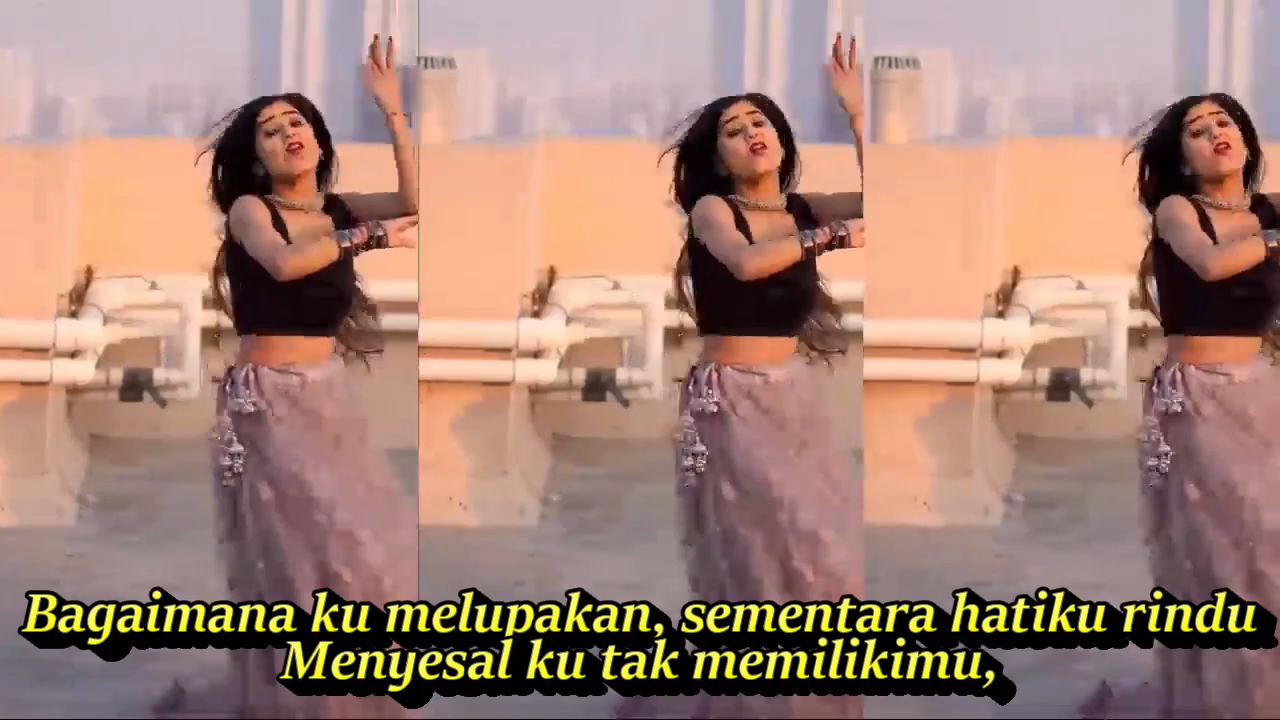 Bagaimana ku melupakan, sementara hatiku rindu
Menyesal ku tak memilikimu,